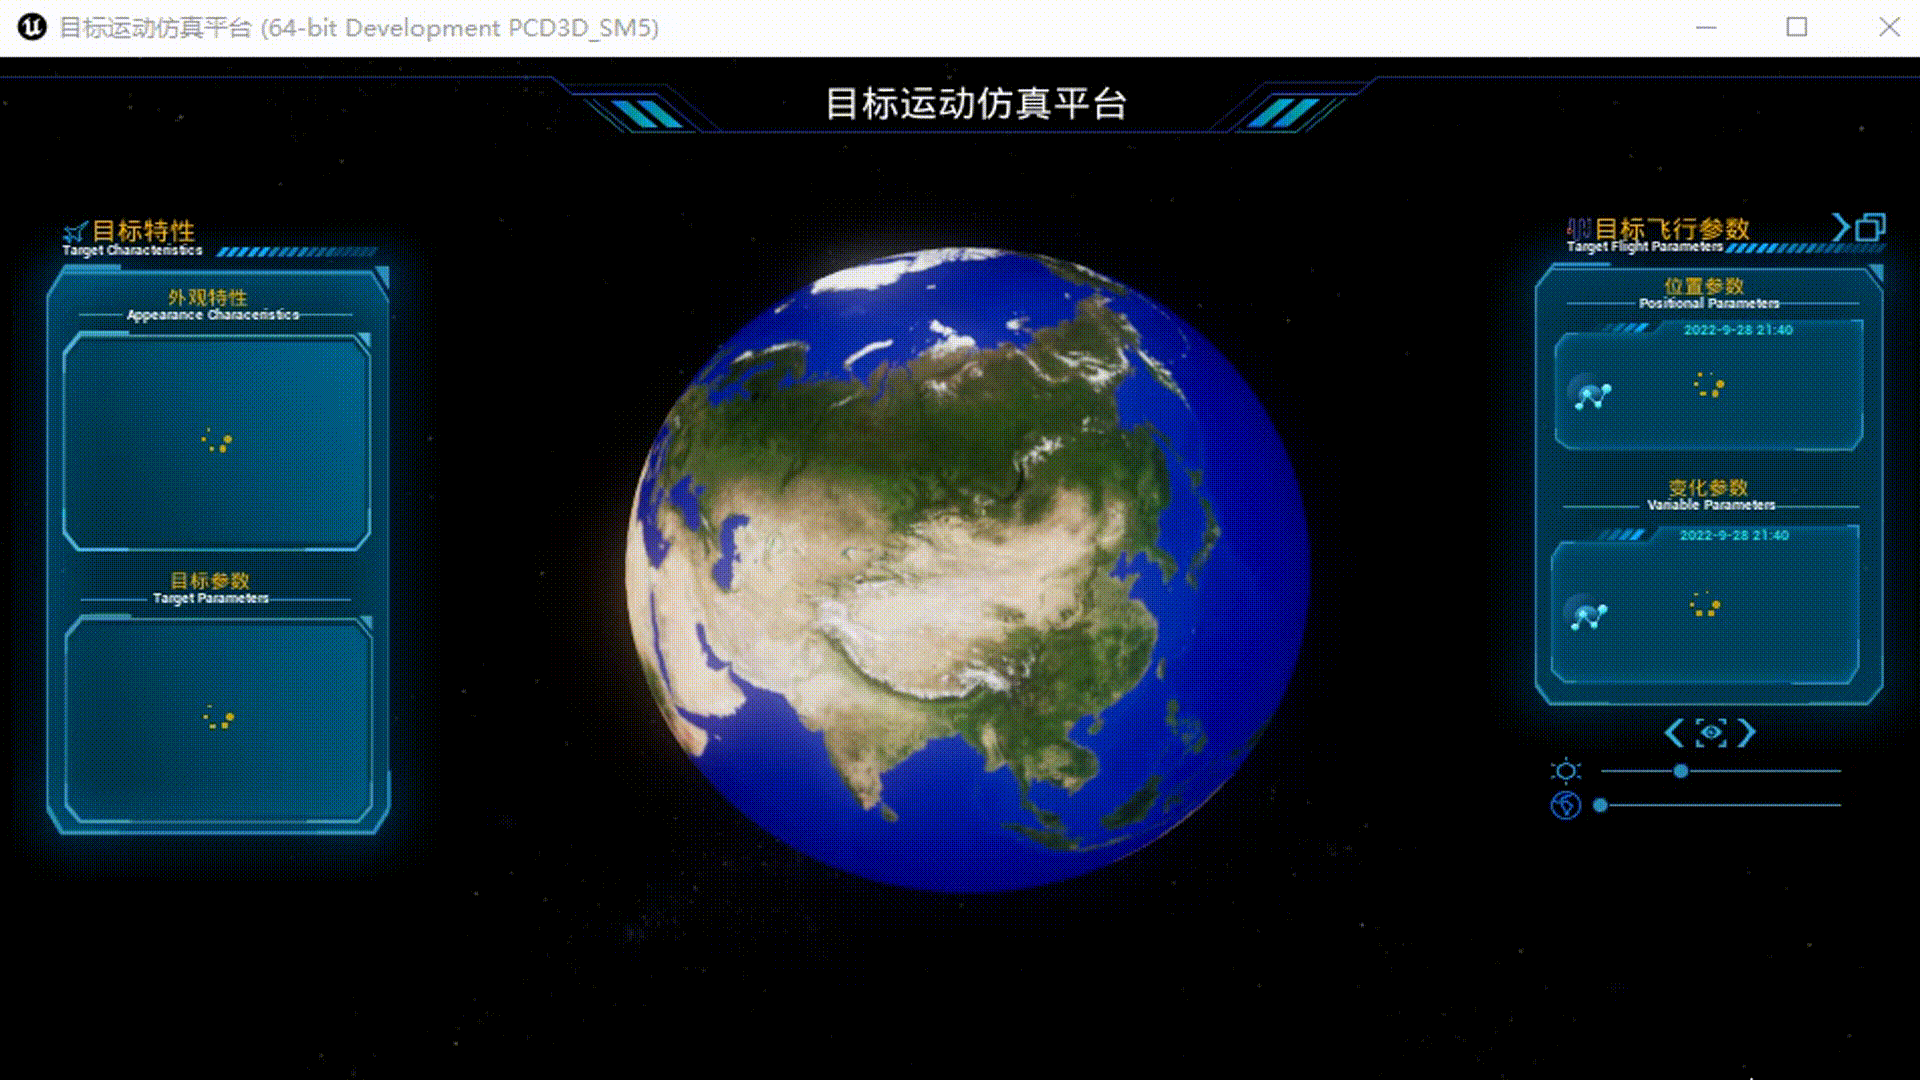 目标运动仿真平台 (64-bit Development PCD3D_SM5)
目标运动仿真平台
目标特性
Target Characteristics
外观特性
Appearance Characeristics
目标参数
Target Parameters
目标飞行参数
Target Flight Parameters
位置参数
Positional Parameters
2022-9-28 21:40
变化参数
Variable Parameters
2022-9-28 21:40